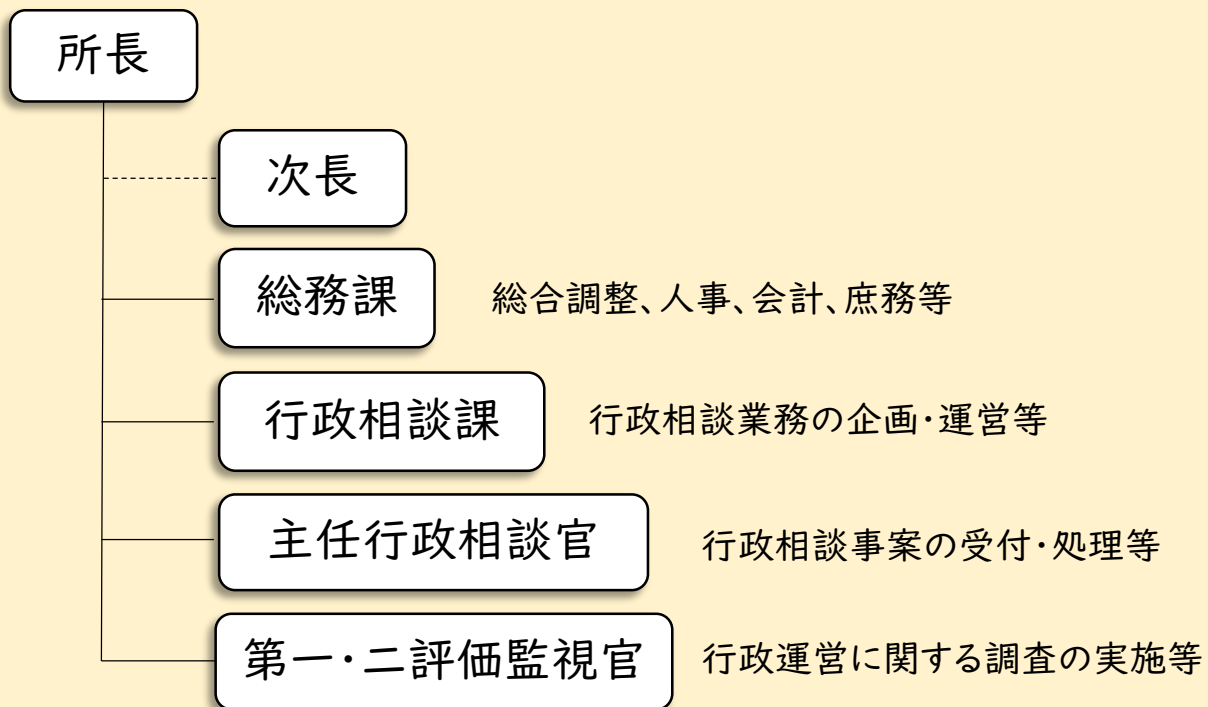 所長
次長
総務課 総合調整、人事、会計、庶務等
行政相談課 行政相談業務の企画・運営等
主任行政相談官 行政相談事案の受付・処理等
第一・二評価監視官 行政運営に関する調査の実施等